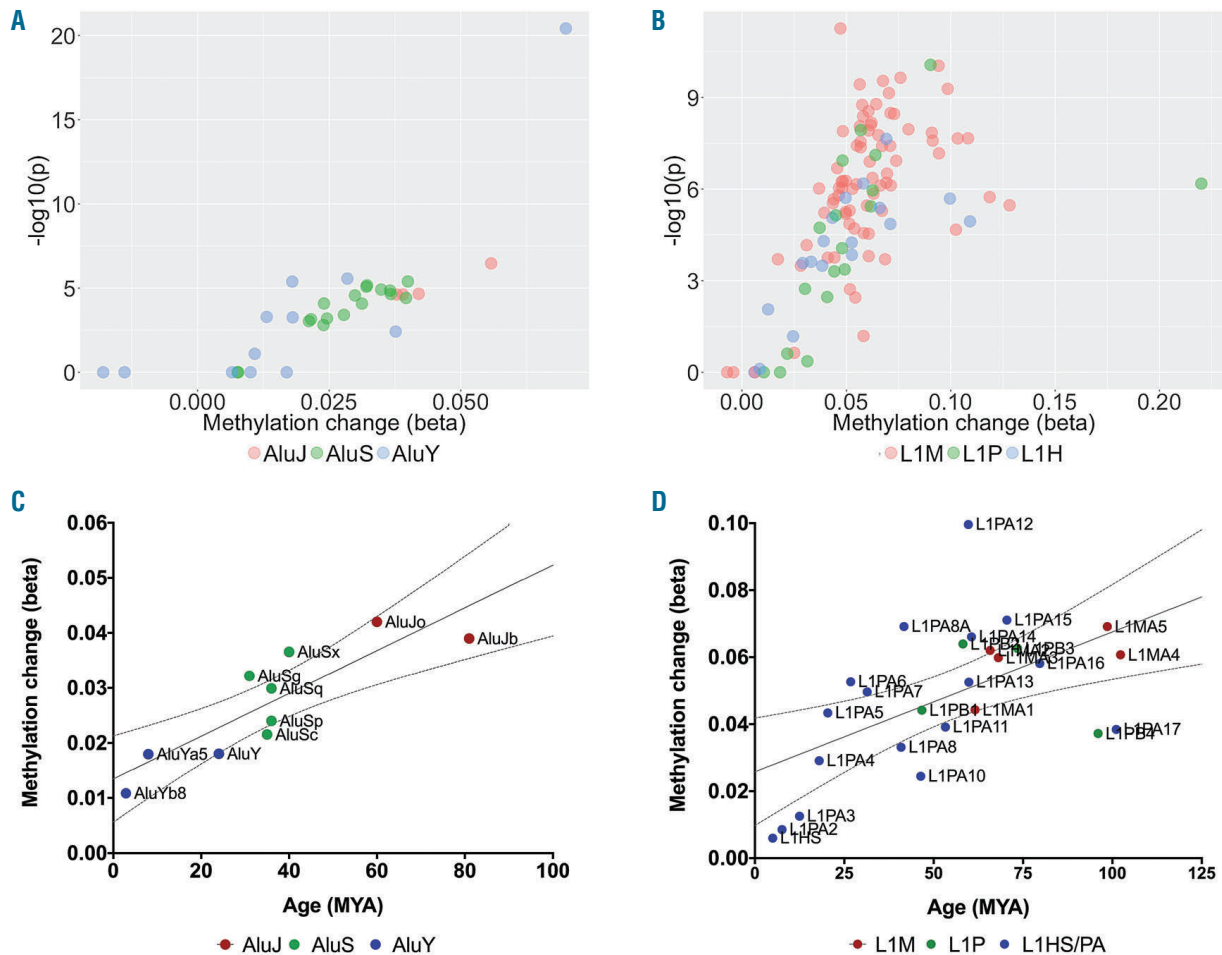 A
20
15
10
5
0
-log10(p)
0.000
0.025
0.050
Methylation change (beta)
AluJ AluS AluY
B
9
6
3
0
-log10(p)
0.00
0.05
0.10
0.15
0.20
Methylation change (beta)
L1M L1P L1H
C
0.06
0.05
0.04
0.03
0.02
0.01
0.00
Methylation change (beta)
AluJo
AluJb
AluSx
AluSg
AluSq
AluSp
AluSc
AluYa5
AluY
AluYb8
0
20
40
60
80
100
Age (MYA)
AluJ AluS AluY
D
0.10
0.08
0.06
0.04
0.02
0.00
Methylation change (beta)
L1PA12
L1PA8A
L1PA15
L1PA14
L1PB2
L1MA2
L1PB3
L1MA3
L1MA5
L1MA4
L1PA16
L1PA6
L1PA7
L1PA13
L1PA5
L1PB1
L1MA1
L1PA11
L1PA17
L1PB4
L1PA8
L1PA4
L1PA10
L1PA3
L1PA2
L1HS
0
25
50
75
100
125
Age (MYA)
L1M L1P L1HS/PA